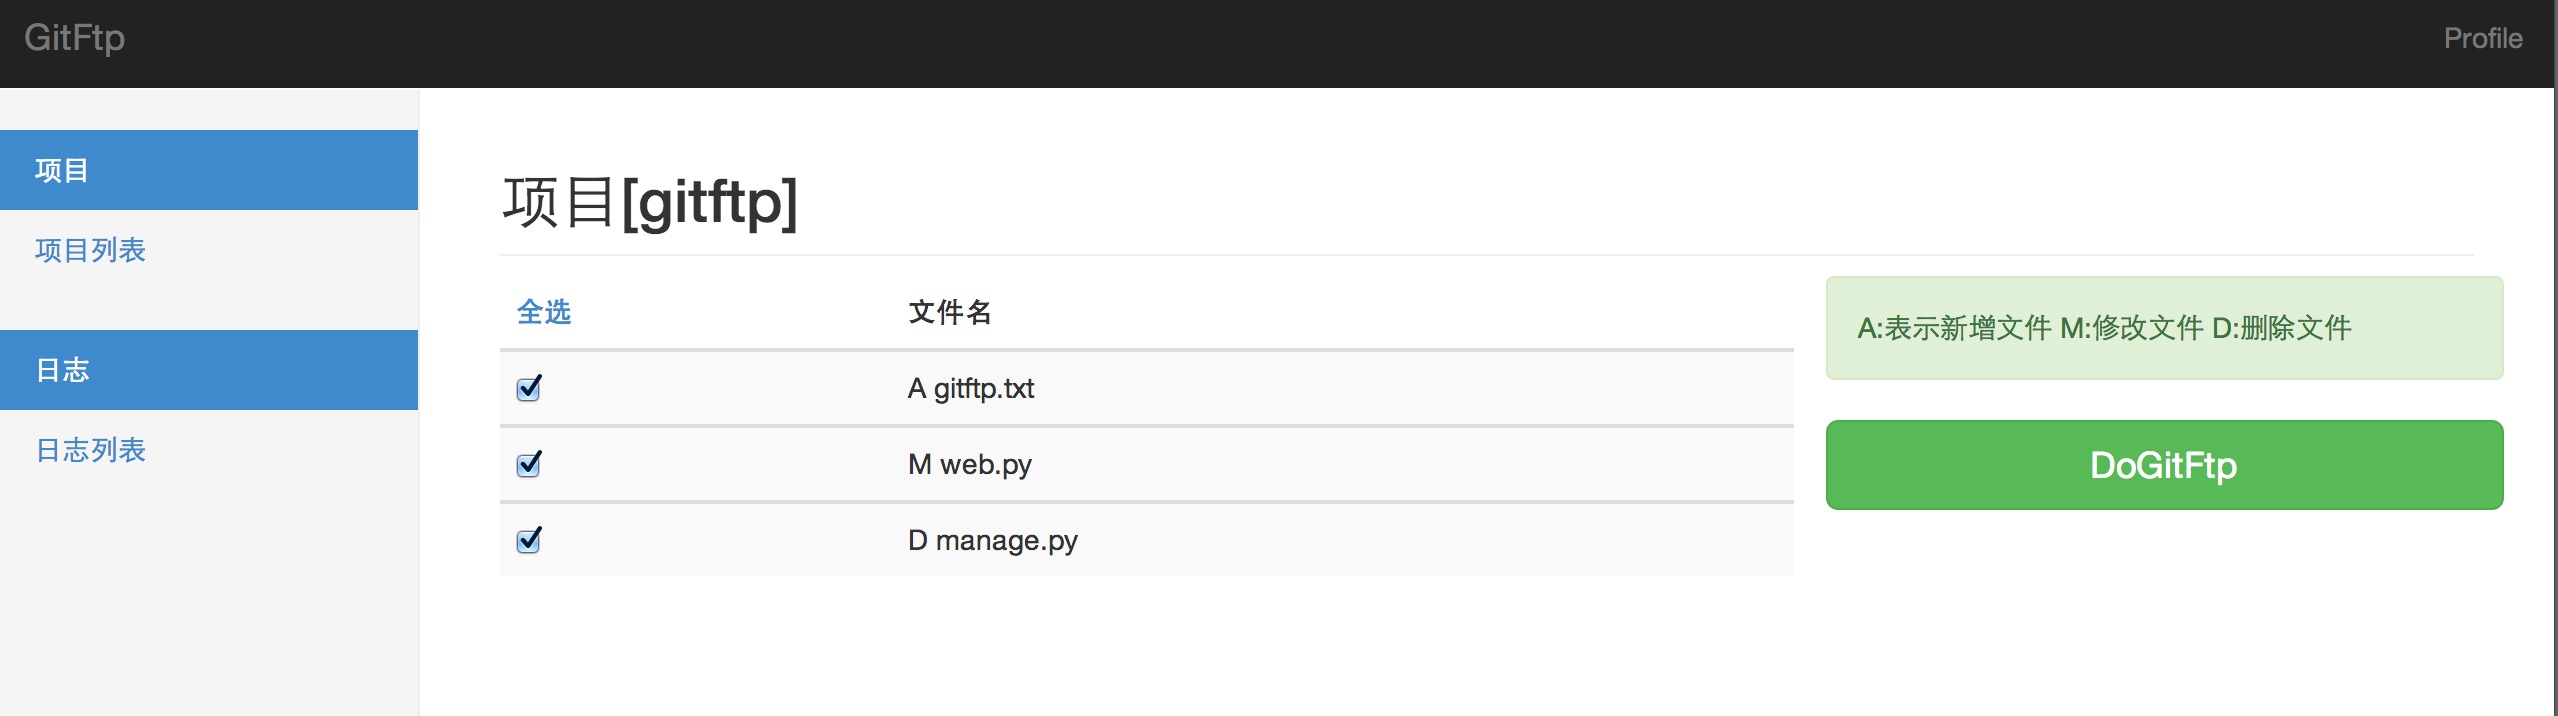 GitFtp Profile
项目
项目列表
日志
日志列表
项目[gitftp]
全选 文件名
A gitftp.txt
M web.py
D manage.py
A:表示新增文件 M:修改文件 D:删除文件
DoGitFtp